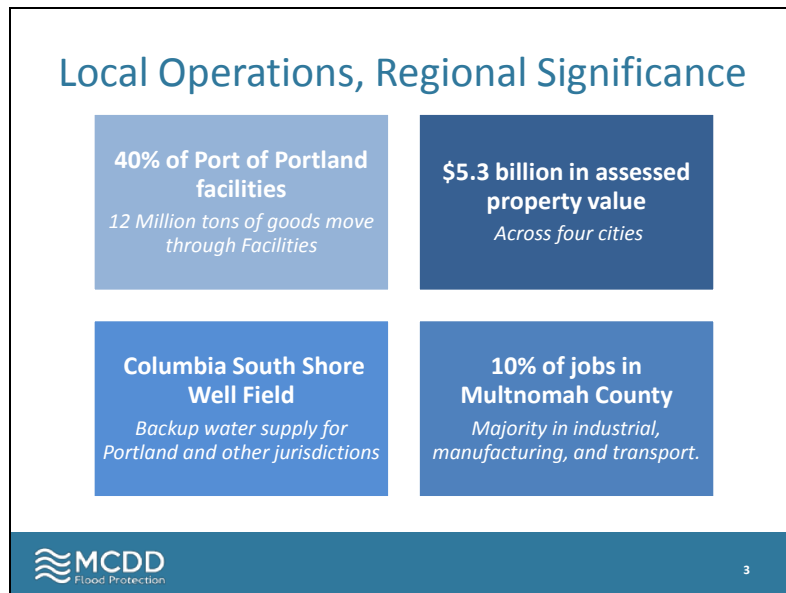 Local Operations, Regional Significance
40% of Port of Portland
facilities
12 Million tons of goods move
through Facilities
$5.3 billion in assessed
property value
Across four cities
Columbia South Shore
Well Field
Backup water supply for
Portland and other jurisdictions
10% of jobs in
Multnomah County
Majority in industrial,
manufacturing, and transport.
MCDD
Flood Protection
3